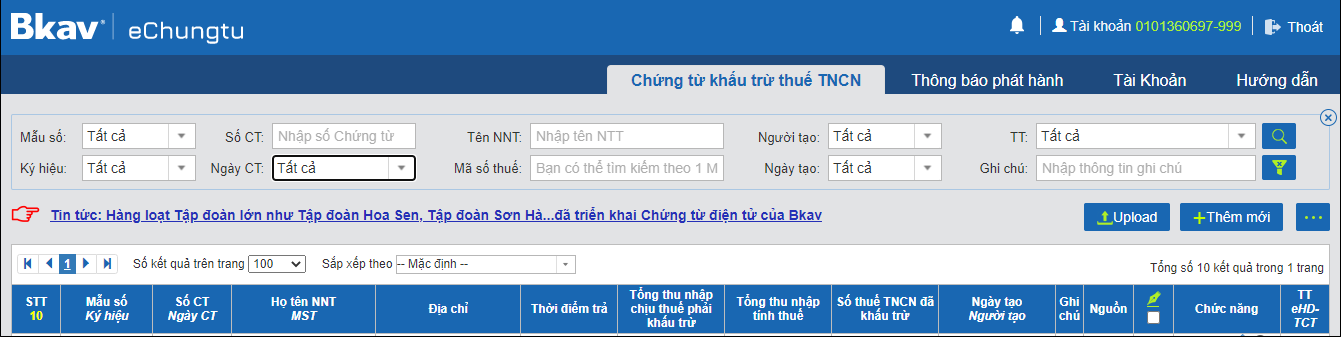 Bkav® eChungtu
Tài khoản 0101360697-999 Thoát
Chứng từ khấu trừ thuế TNCN Thông báo phát hành Tài Khoản Hướng dẫn
Mẫu số: Tất cả Số CT: Nhập số Chứng từ Tên NNT: Nhập tên NTT Người tạo: Tất cả TT: Tất cả
Ký hiệu: Tất cả Ngày CT: Tất cả Mã số thuế: Bạn có thể tìm kiếm theo 1 M Ngày tạo: Tất cả Ghi chú: Nhập thông tin ghi chú
Tin tức: Hàng loạt Tập đoàn lớn như Tập đoàn Hoa Sen, Tập đoàn Sơn Hà...đã triển khai Chứng từ điện tử của Bkav
Upload +Thêm mới ...
1 Số kết quả trên trang 100 Sắp xếp theo -- Mặc định --
Tổng số 10 kết quả trong 1 trang
STT
10
Mẫu số
Ký hiệu
Số CT
Ngày CT
Họ tên NNT
MST
Địa chỉ
Thời điểm trả
Tổng thu nhập
chịu thuế phải
khấu trừ
Tổng thu nhập
tính thuế
Số thuế TNCN đã
khấu trừ
Ngày tạo
Người tạo
Ghi
chú
Nguồn
Chức năng
TT
eHD-
TCT